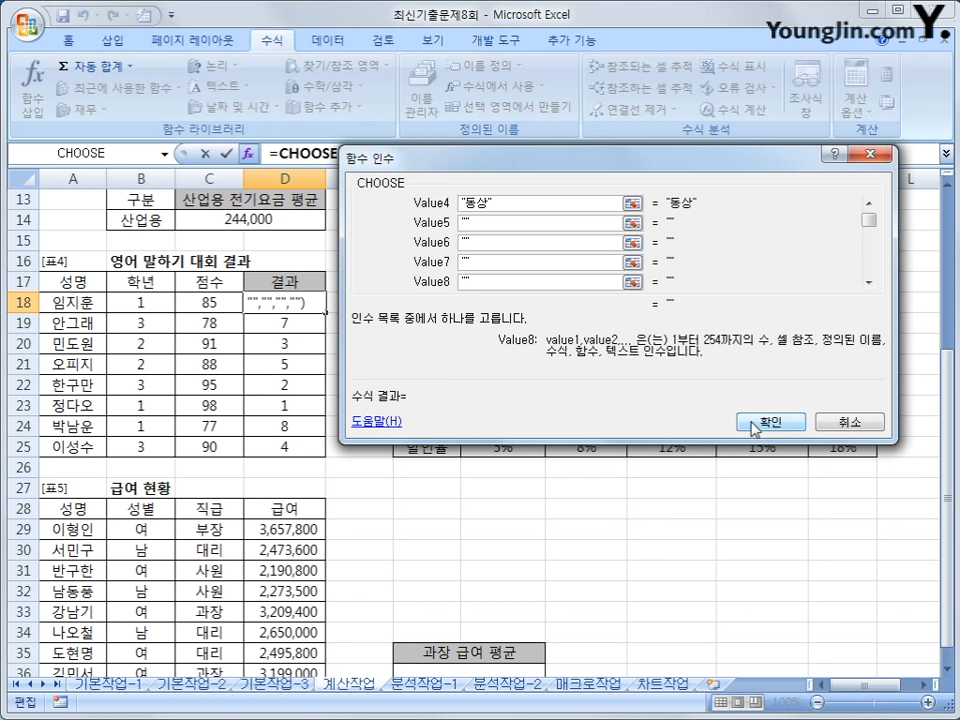 최신기출문제8회 - Microsoft Excel
YoungJin.com Y.
홈 삽입 페이지 레이아웃 수식 데이터 검토 보기 개발 도구 추가 기능
함수 삽입
Σ 자동 합계
최근에 사용한 함수
재무
논리
텍스트
날짜 및 시간
찾기/참조 영역
수학/삼각
함수 추가
함수 라이브러리
이름 관리자
이름 정의
수식에서 사용
선택 영역에서 만들기
정의된 이름
참조되는 셀 추적
참조하는 셀 추적
연결선 제거
수식 표시
오류 검사
수식 계산
수식 분석
조사식 창
계산 옵션
계산
CHOOSE =CHOOSE
A B C D L
13 구분 산업용 전기요금 평균
14 산업용 244,000
15
16 [표4] 영어 말하기 대회 결과
17 성명 학년 점수 결과
18 임지훈 1 85 "","","","")
19 안그래 3 78 7
20 민도원 2 91 3
21 오피지 2 88 5
22 한구만 3 95 2
23 정다오 1 98 1
24 박남운 1 77 8
25 이성수 3 90 4 할인율 5% 8% 12% 15% 18%
26
27 [표5] 급여 현황
28 성명 성별 직급 급여
29 이형인 여 부장 3,657,800
30 서민구 남 대리 2,473,600
31 반구한 여 사원 2,190,800
32 남동풍 남 사원 2,273,500
33 강남기 여 과장 3,209,400
34 나오철 남 대리 2,650,000
35 도현명 여 대리 2,495,800 과장 급여 평균
36 김민서 여 과장 3,199,000
함수 인수
CHOOSE
Value4 "동상" = "동상"
Value5 "" = ""
Value6 "" = ""
Value7 "" = ""
Value8 "" = ""
= ""
인수 목록 중에서 하나를 고릅니다.
Value8: value1,value2,... 은(는) 1부터 254까지의 수, 셀 참조, 정의된 이름,
수식, 함수, 텍스트 인수입니다.
수식 결과=
도움말(H) 확인 취소
기본작업-1 기본작업-2 기본작업-3 계산작업 분석작업-1 분석작업-2 매크로작업 차트작업
편집 100%